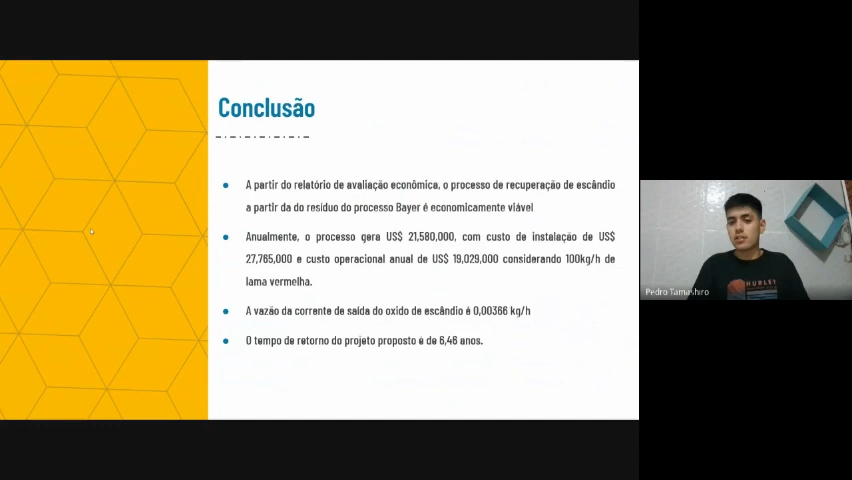 Conclusão
A partir do relatório de avaliação econômica, o processo de recuperação de escândio
a partir da do resíduo do processo Bayer é economicamente viável
Anualmente, o processo gera US$ 21,580,000, com custo de instalação de US$
27,765,000 e custo operacional anual de US$ 19,029,000 considerando 100kg/h de
lama vermelha.
A vazão da corrente de saída do oxido de escândio é 0,00366 kg/h
O tempo de retorno do projeto proposto é de 6,46 anos.
HURLEY
Pedro Tamashiro